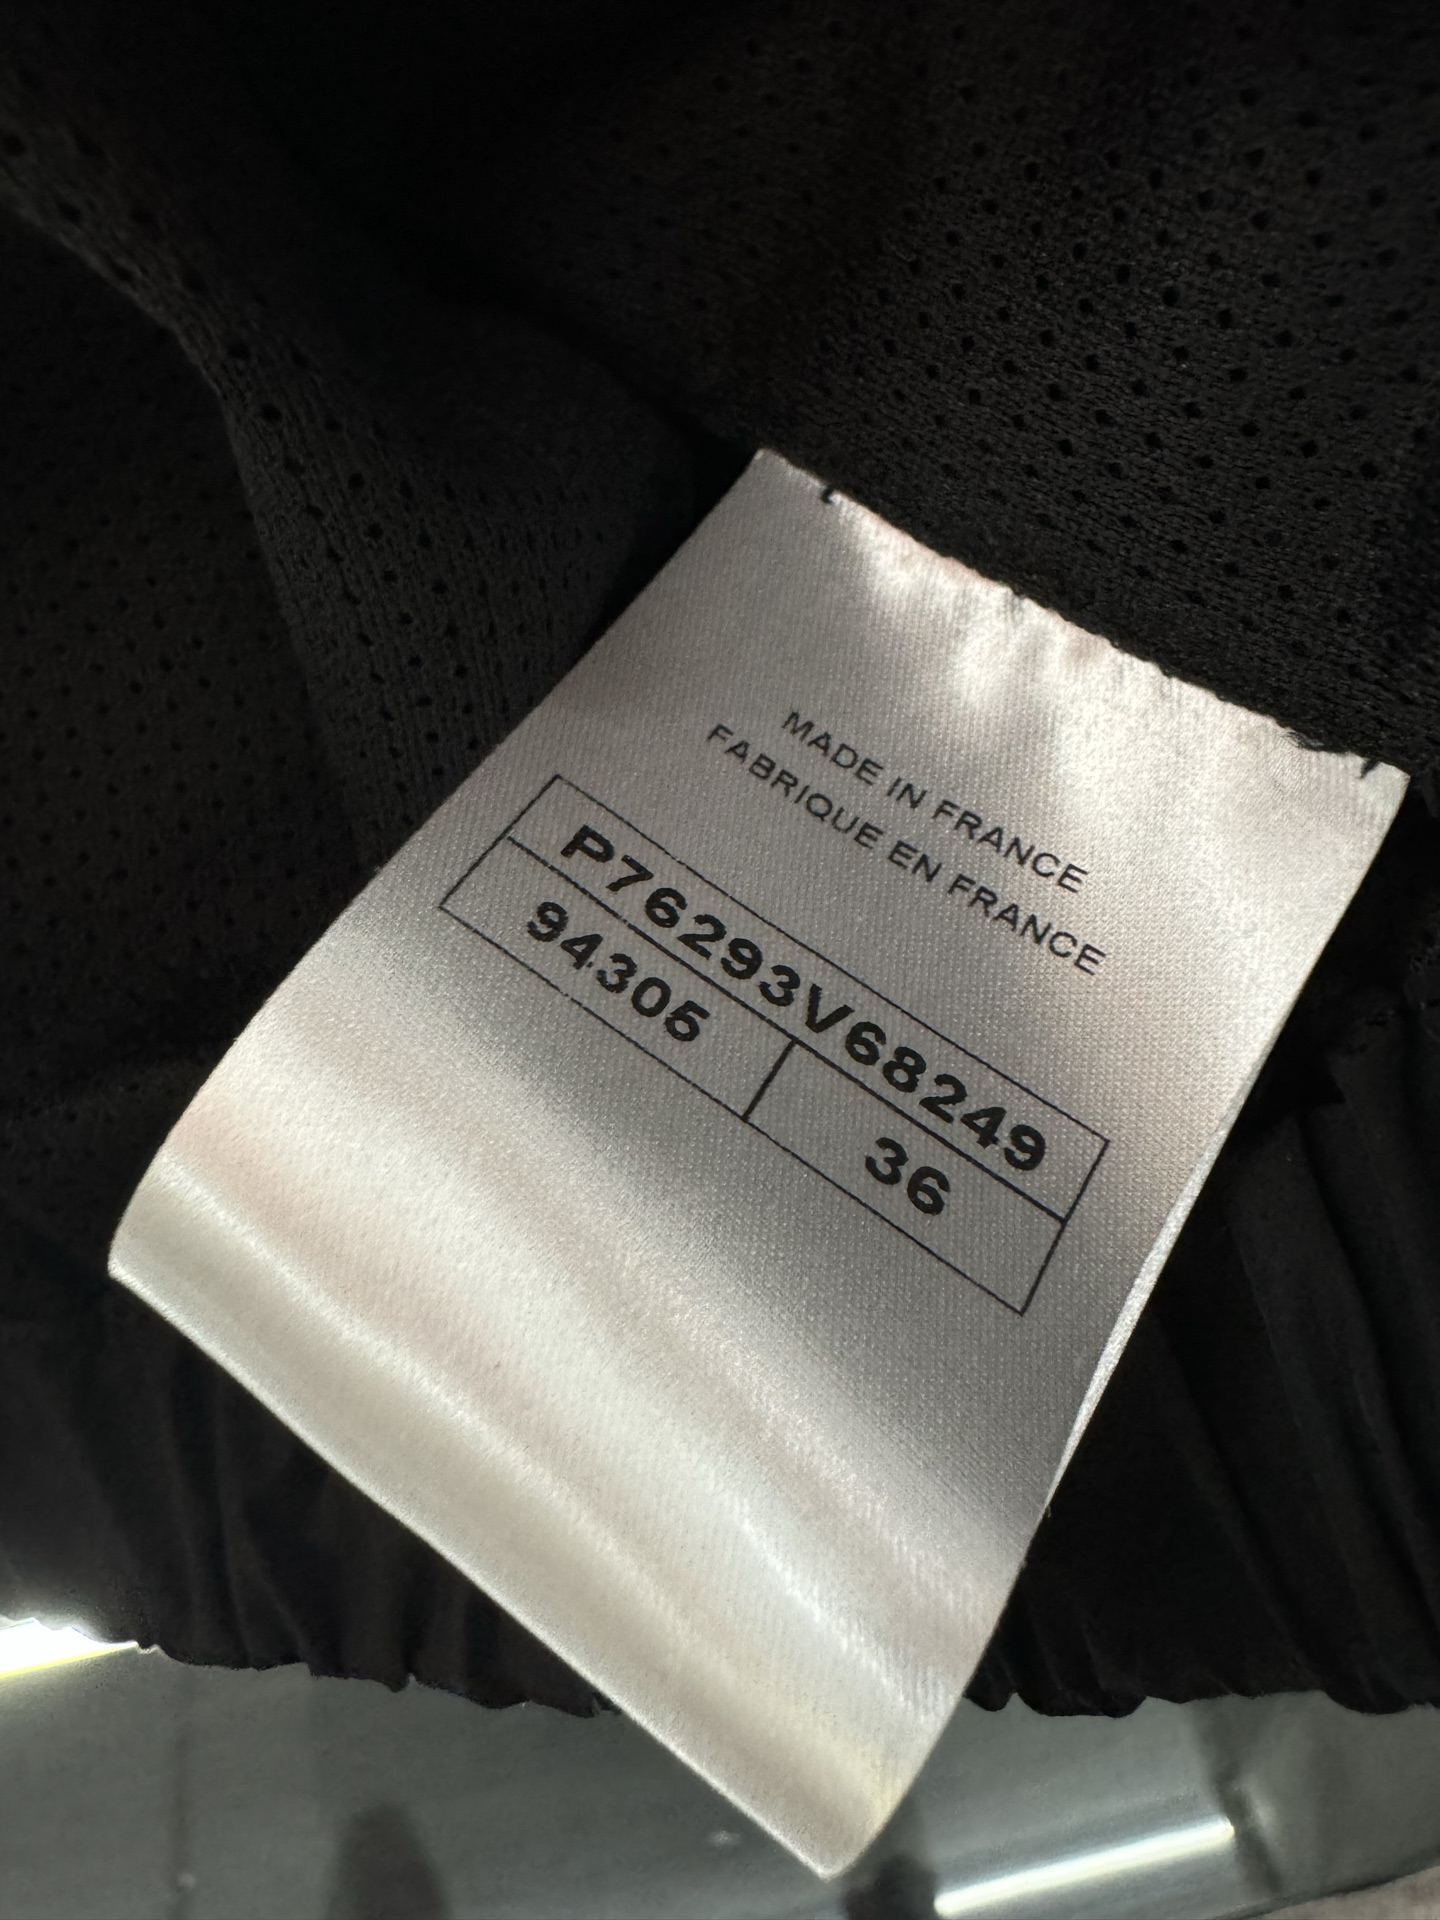 MADE IN FRANCE
FABRIQUE EN FRANCE
P76293V68249
94305 36